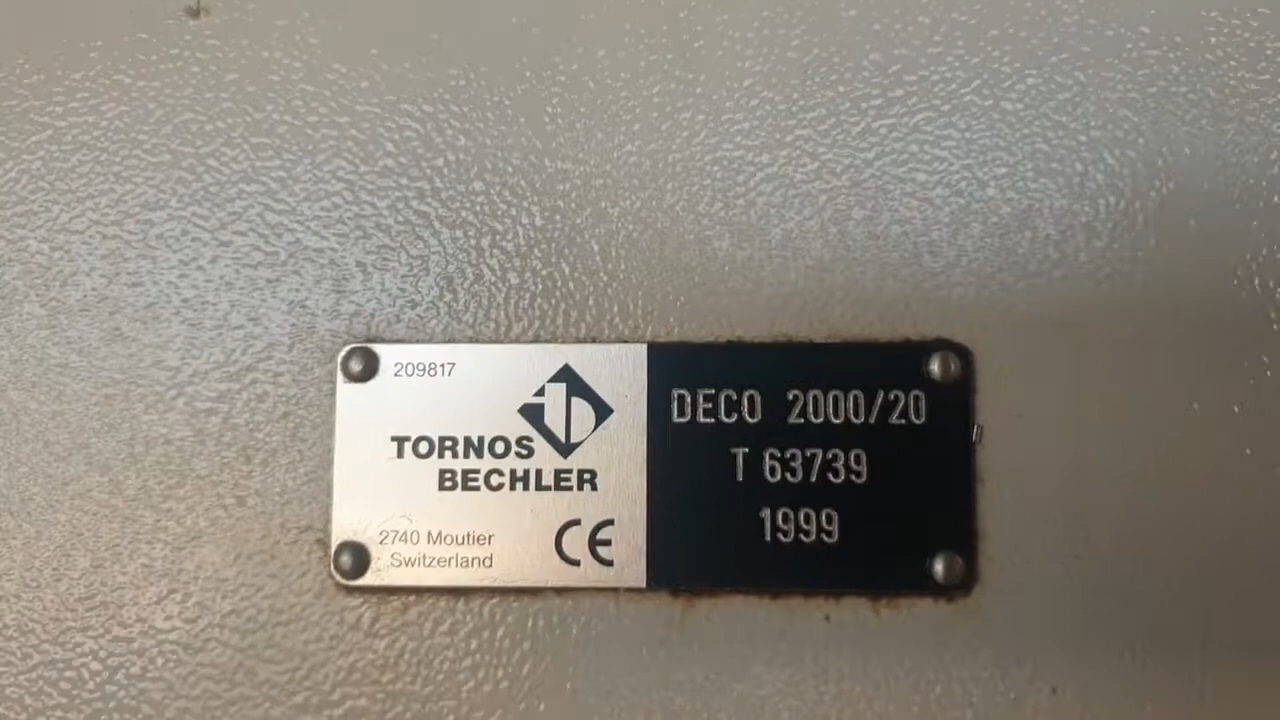 209817
TORNOS
BECHLER
2740 Moutier
Switzerland
CE
DECO 2000/20
T 63739
1999